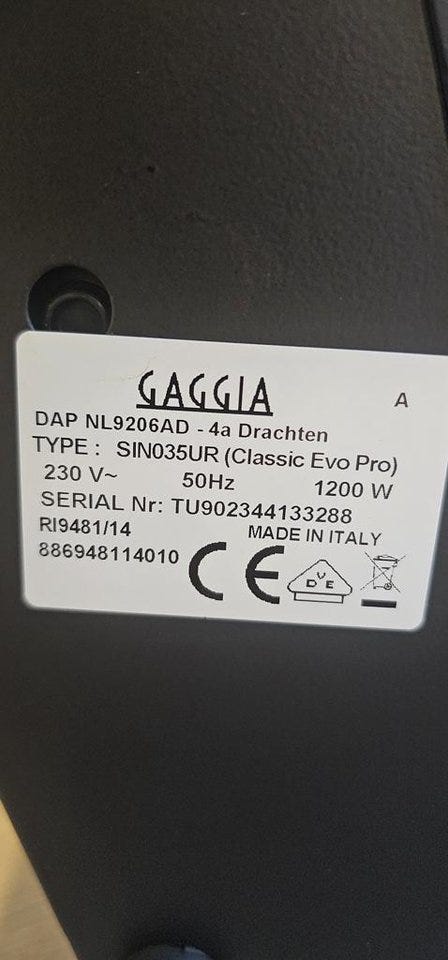 GAGGIA
A
DAP NL9206AD - 4a Drachten
TYPE : SIN035UR (Classic Evo Pro)
230 V~ 50Hz 1200 W
SERIAL Nr: TU902344133288
RI9481/14 MADE IN ITALY
886948114010
CE
DVE